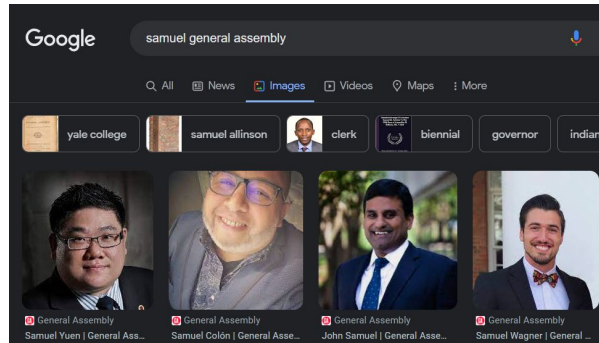 Google
samuel general assembly
All News Images Videos Maps More
yale college samuel allinson clerk biennial governor indian
General Assembly General Assembly General Assembly General Assembly
Samuel Yuen | General Ass... Samuel Colón | General Asse... John Samuel | General Asse... Samuel Wagner | General ...